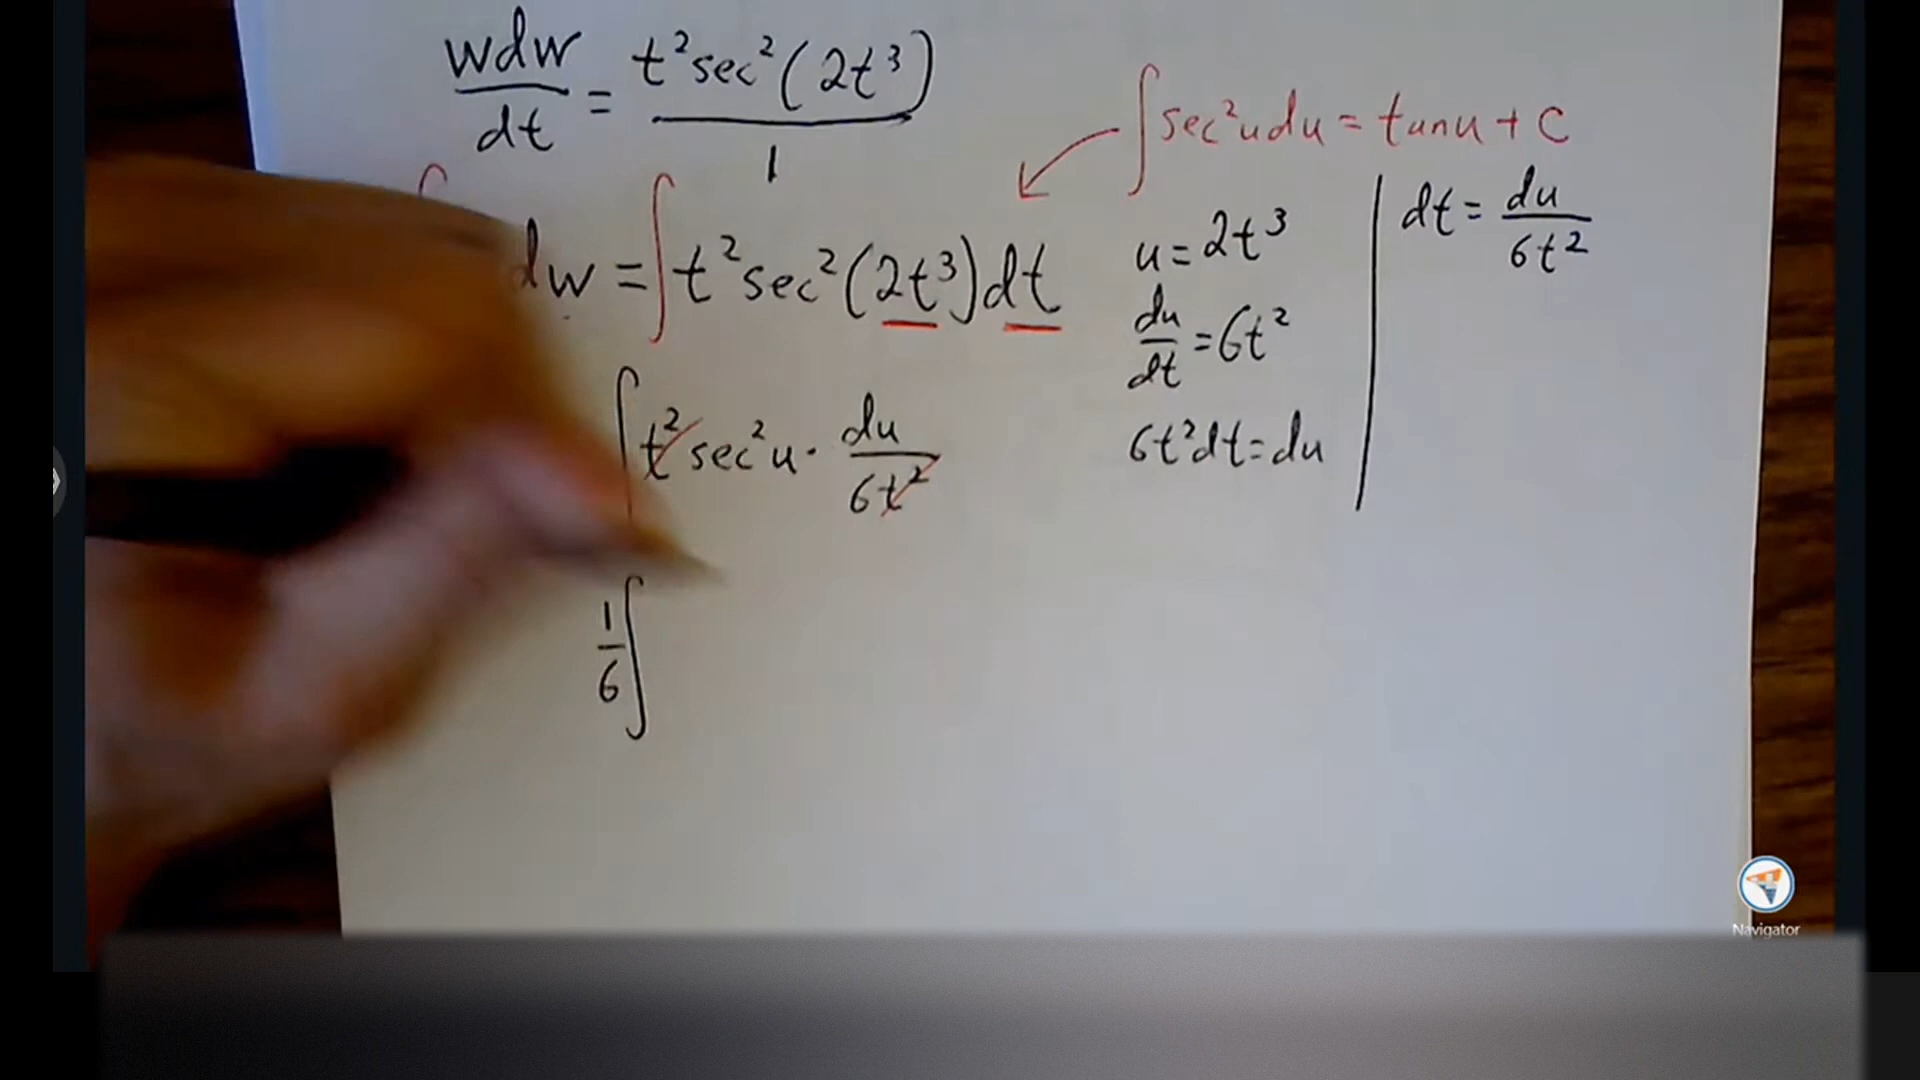 wdw/dt = t²sec²(2t³)/1
∫sec²u du = tan u + C
dw = ∫t²sec²(2t³)dt
∫t²sec²u · du/6t²
1/6 ∫
u = 2t³
du/dt = 6t²
6t²dt = du
dt = du/6t²
Navigator